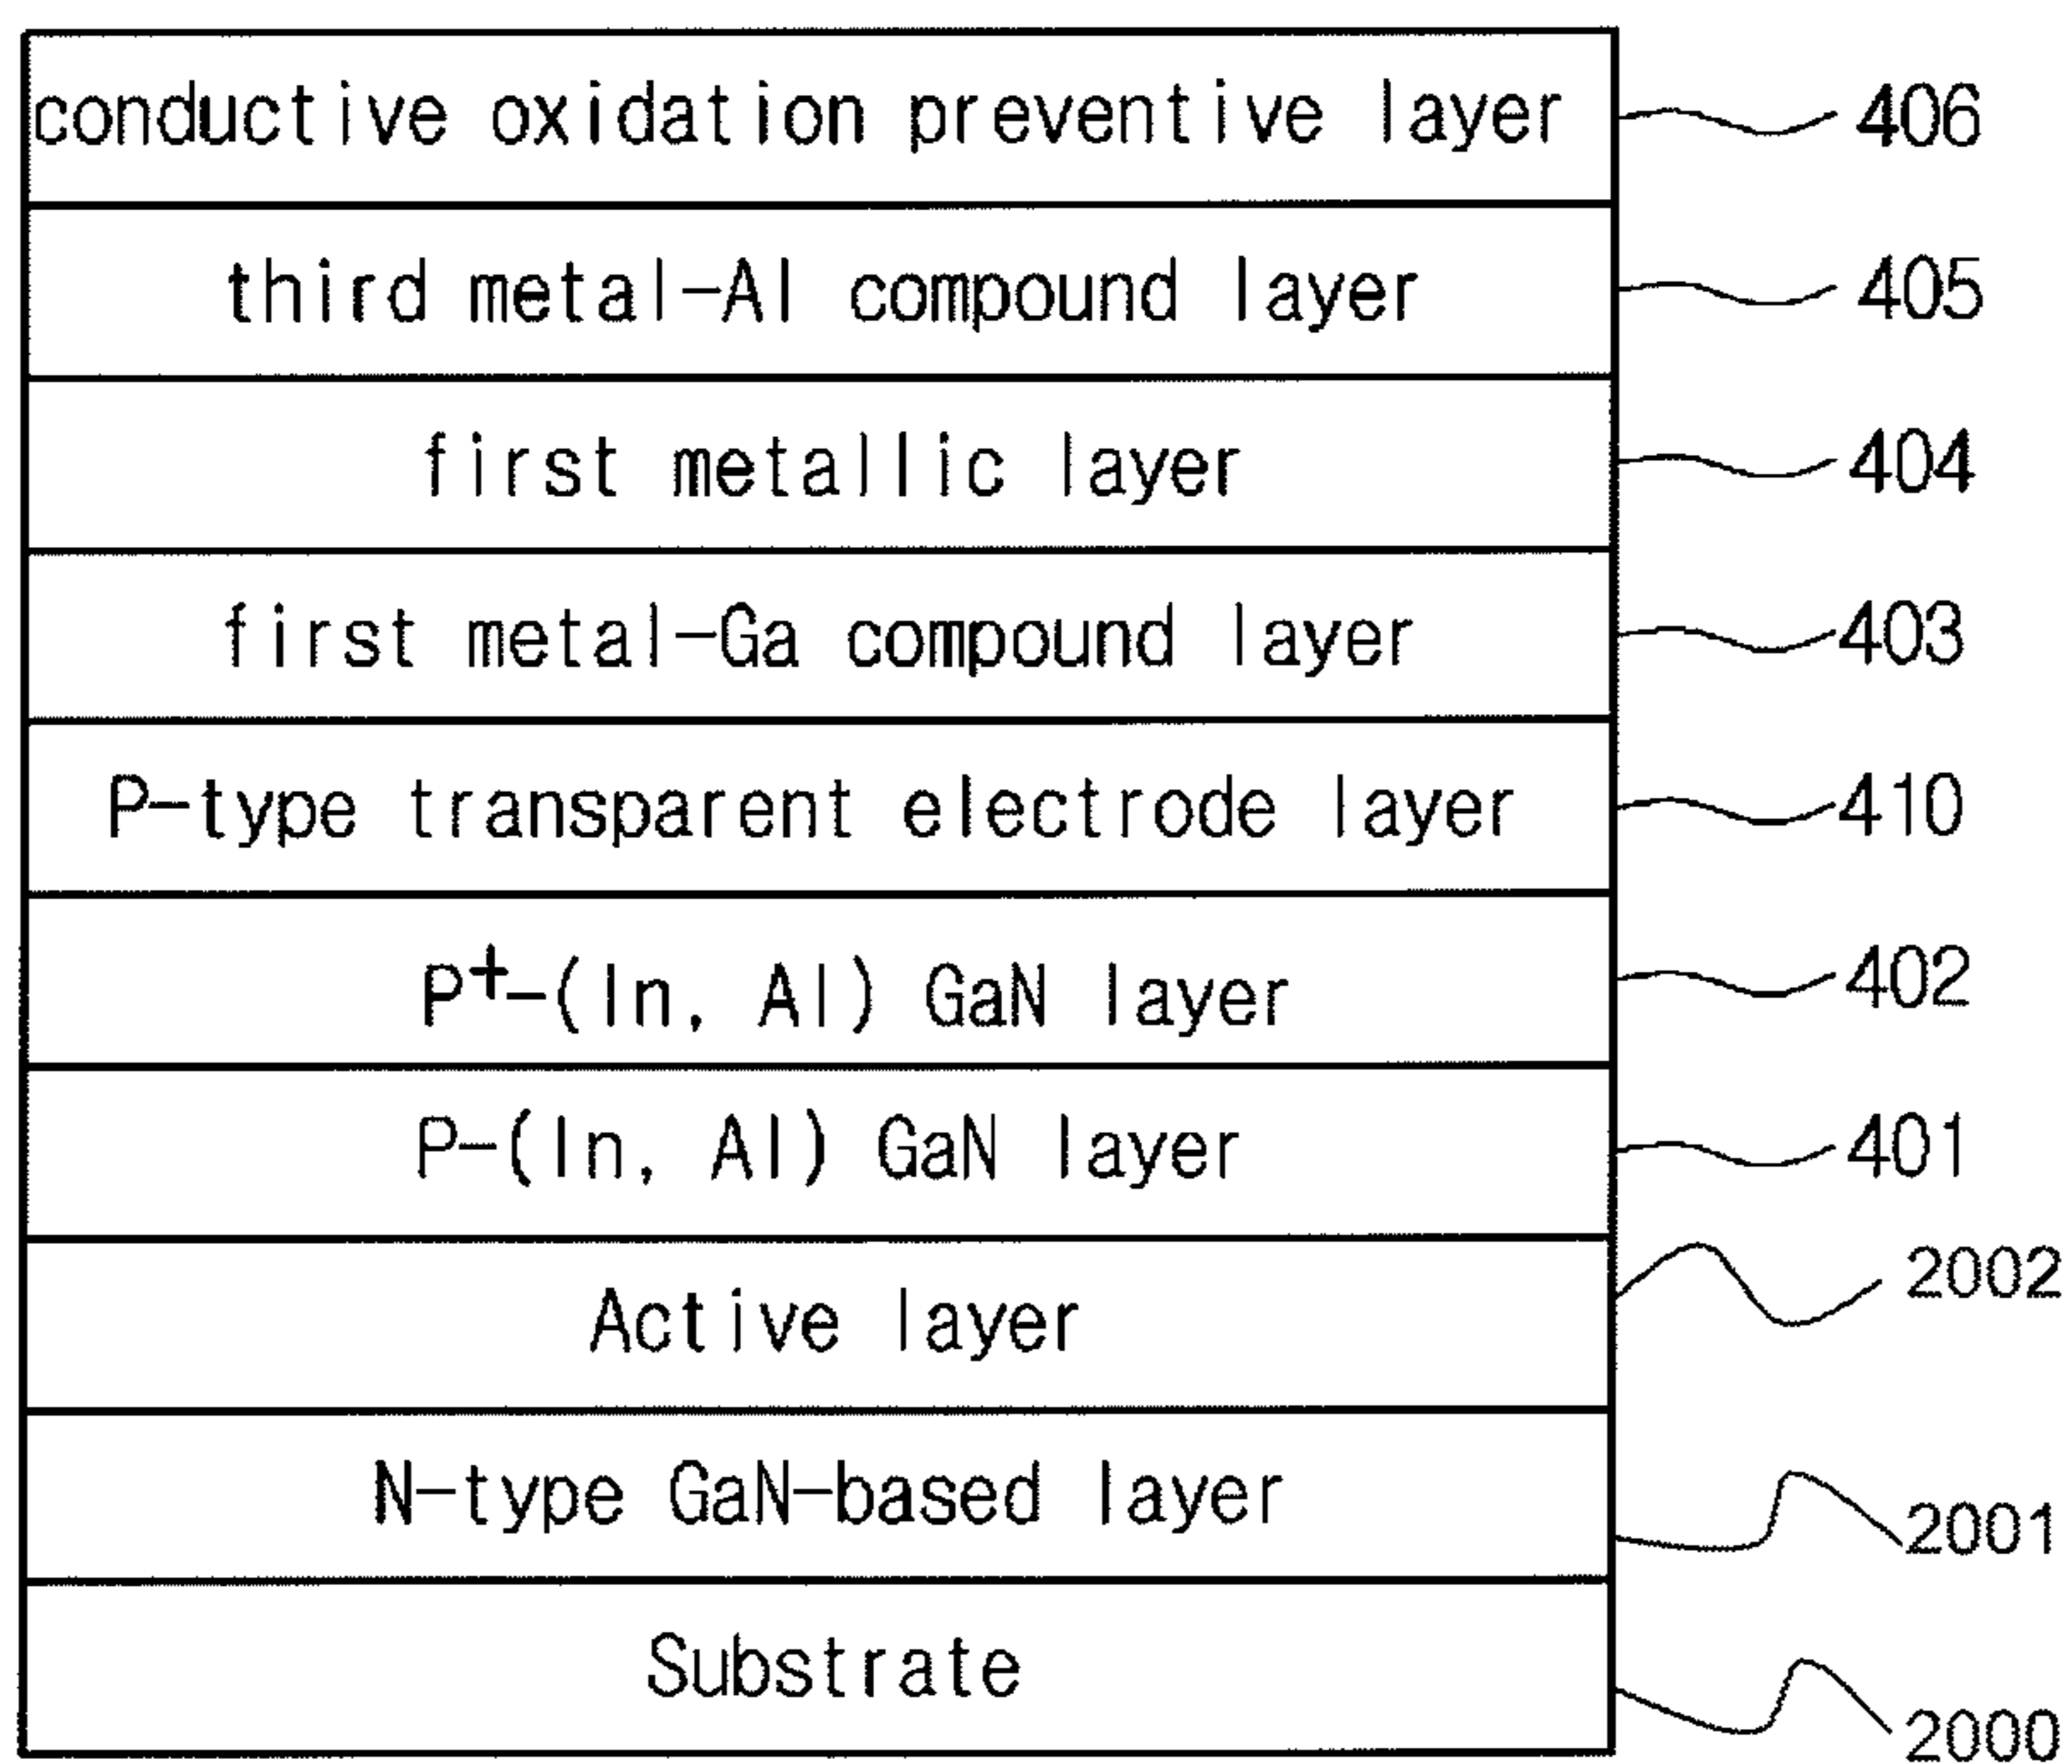 conductive oxidation preventive layer 406
third metal-Al compound layer 405
first metallic layer 404
first metal-Ga compound layer 403
P-type transparent electrode layer 410
P+-(In, Al) GaN layer 402
P-(In, Al) GaN layer 401
Active layer 2002
N-type GaN-based layer 2001
Substrate 2000